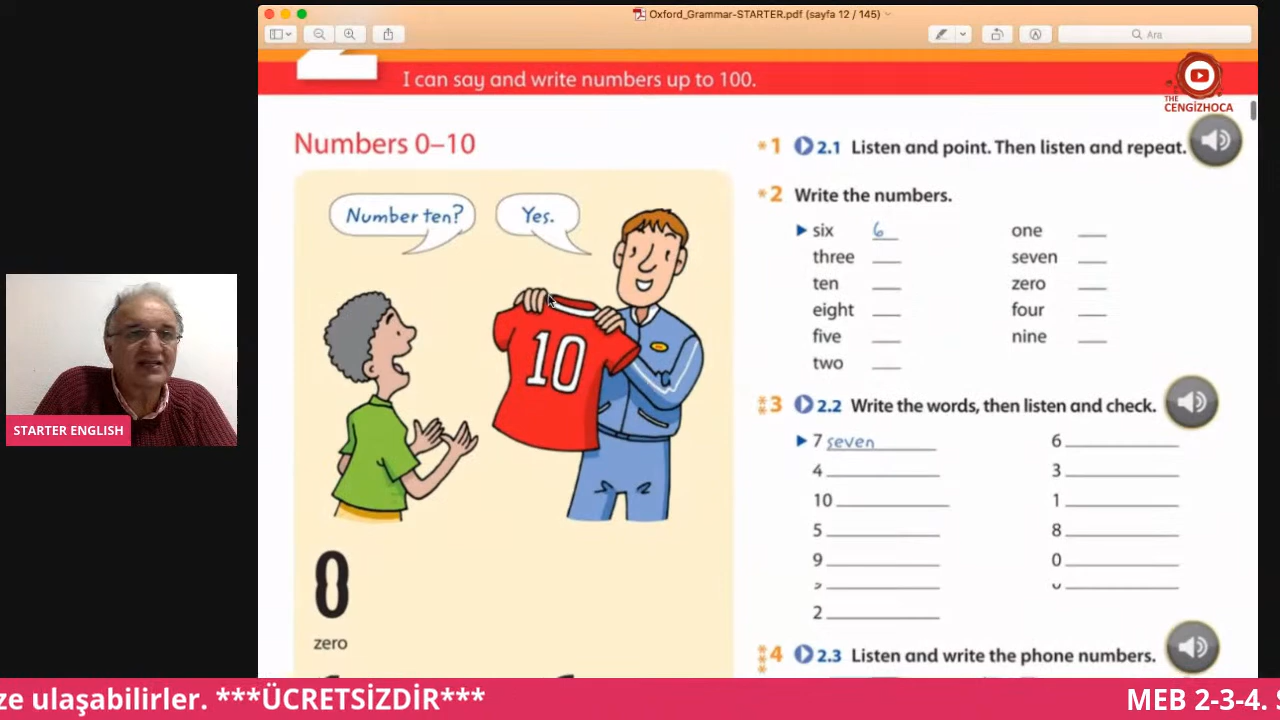 Oxford_Grammar-STARTER.pdf (sayfa 12 / 145)
Ara
I can say and write numbers up to 100.
THE
CENGİZHOCA
Numbers 0–10
Number ten?
Yes.
10
0
zero
1 2.1 Listen and point. Then listen and repeat.
2 Write the numbers.
six 6
three
ten
eight
five
two
one
seven
zero
four
nine
3 2.2 Write the words, then listen and check.
7 seven
4
10
5
9
2
6
3
1
8
0
4 2.3 Listen and write the phone numbers.
STARTER ENGLISH
ze ulaşabilirler. ***ÜCRETSİZDİR***
MEB 2-3-4. S